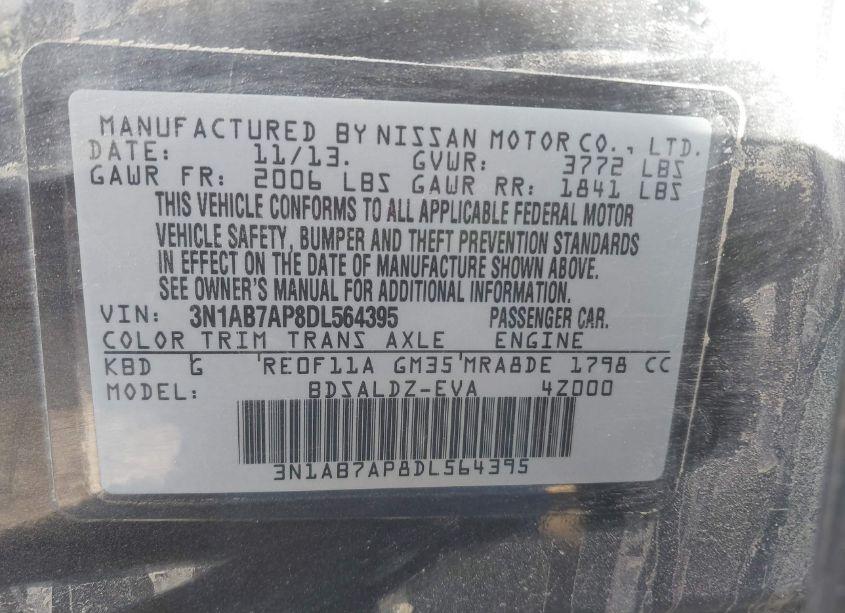 MANUFACTURED BY NISSAN MOTOR CO., LTD.
DATE: 11/13. GVWR: 3772 LBS
GAWR FR: 2006 LBS GAWR RR: 1841 LBS
THIS VEHICLE CONFORMS TO ALL APPLICABLE FEDERAL MOTOR
VEHICLE SAFETY, BUMPER AND THEFT PREVENTION STANDARDS
IN EFFECT ON THE DATE OF MANUFACTURE SHOWN ABOVE.
SEE OWNER'S MANUAL FOR ADDITIONAL INFORMATION.
VIN: 3N1AB7AP8DL564395 PASSENGER CAR.
COLOR TRIM TRANS AXLE ENGINE
KBD G RE0F11A GM35 MRA8DE 1798 CC
MODEL: BDSALDZ-EVA 4Z000
3N1AB7AP8DL564395